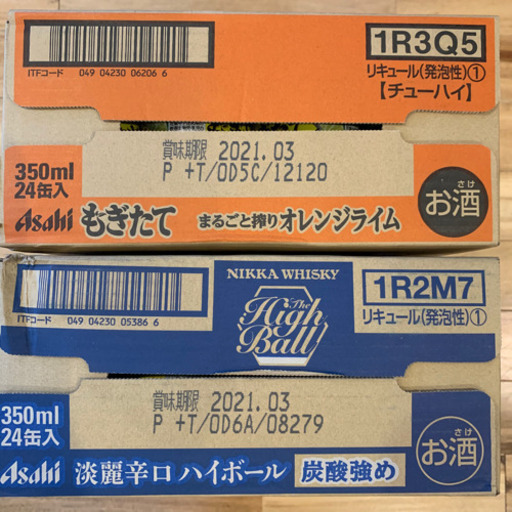 1R3Q5
ITFコード 049 04230 06206 6
リキュール(発泡性)①
【チューハイ】
賞味期限 2021.03
P +T/OD5C/12120
350ml
24缶入
さけ
お酒
Asahi もぎたて まるごと搾りオレンジライム
NIKKA WHISKY
The
High
Ball
1R2M7
ITFコード 049 04230 05386 6
リキュール(発泡性)①
賞味期限 2021.03
P +T/OD6A/08279
350ml
24缶入
さけ
お酒
Asahi 淡麗辛口 ハイボール 炭酸強め